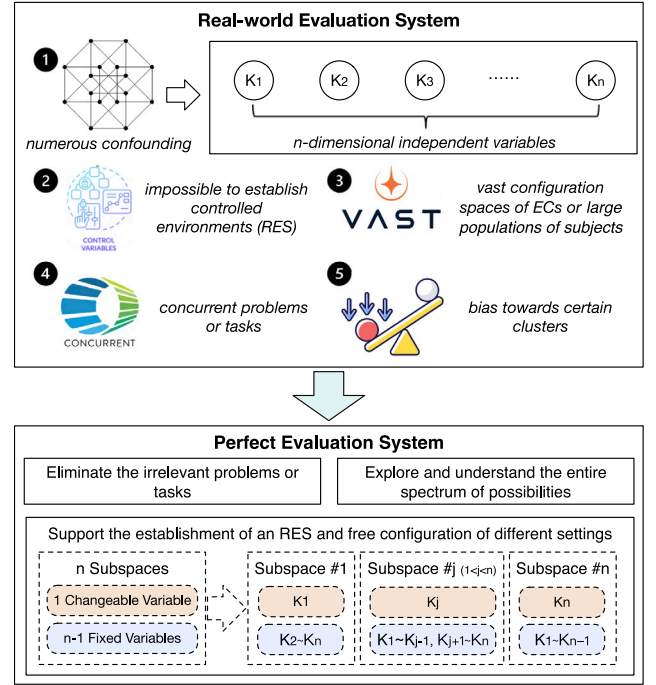 Real-world Evaluation System
1
K1 K2 K3 ...... Kn
numerous confounding
n-dimensional independent variables
2
CONTROL
VARIABLES
impossible to establish
controlled
environments (RES)
3
VAST
vast configuration
spaces of ECs or large
populations of subjects
4
CONCURRENT
concurrent problems
or tasks
5
bias towards certain
clusters
Perfect Evaluation System
Eliminate the irrelevant problems or
tasks
Explore and understand the entire
spectrum of possibilities
Support the establishment of an RES and free configuration of different settings
n Subspaces
1 Changeable Variable
n-1 Fixed Variables
Subspace #1
K1
K2~Kn
Subspace #j (1<j<n)
Kj
K1~Kj-1, Kj+1~Kn
Subspace #n
Kn
K1~Kn-1